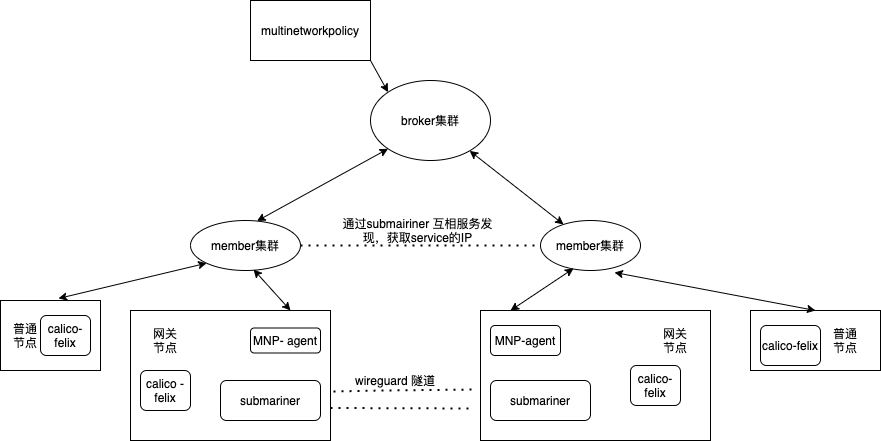 multinetworkpolicy
broker集群
通过submairiner 互相服务发
现，获取service的IP
member集群
member集群
普通
节点
calico-
felix
网关
节点
MNP- agent
calico -
felix
submariner
wireguard 隧道
MNP-agent
网关
节点
calico-
felix
submariner
calico-felix
普通
节点